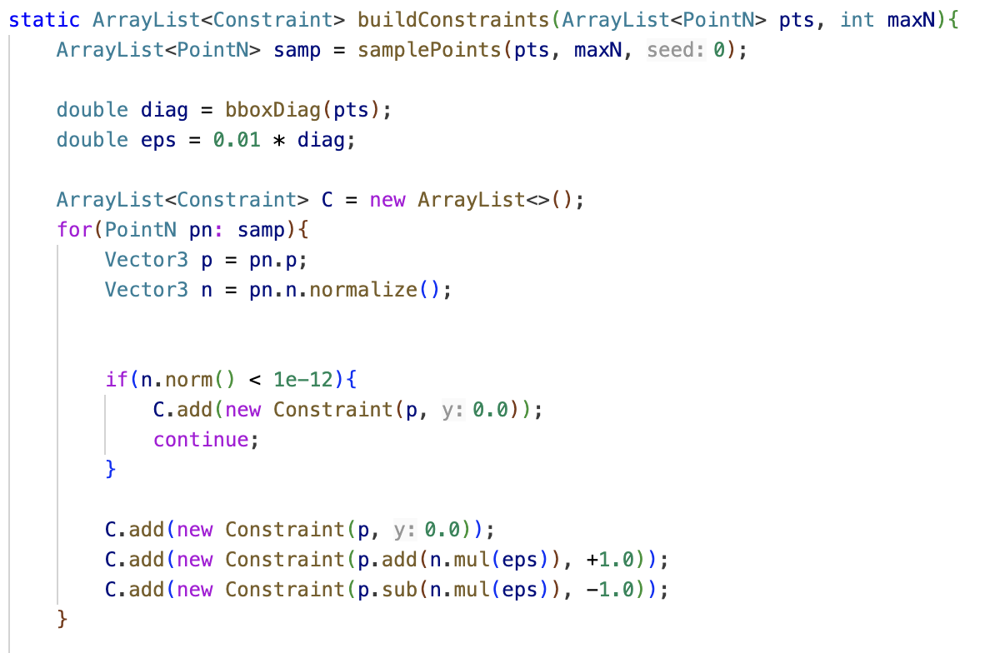 static ArrayList<Constraint> buildConstraints(ArrayList<PointN> pts, int maxN){
ArrayList<PointN> samp = samplePoints(pts, maxN, seed: 0);
double diag = bboxDiag(pts);
double eps = 0.01 * diag;
ArrayList<Constraint> C = new ArrayList<>();
for(PointN pn: samp){
Vector3 p = pn.p;
Vector3 n = pn.n.normalize();
if(n.norm() < 1e-12){
C.add(new Constraint(p, y: 0.0));
continue;
}
C.add(new Constraint(p, y: 0.0));
C.add(new Constraint(p.add(n.mul(eps)), +1.0));
C.add(new Constraint(p.sub(n.mul(eps)), -1.0));
}